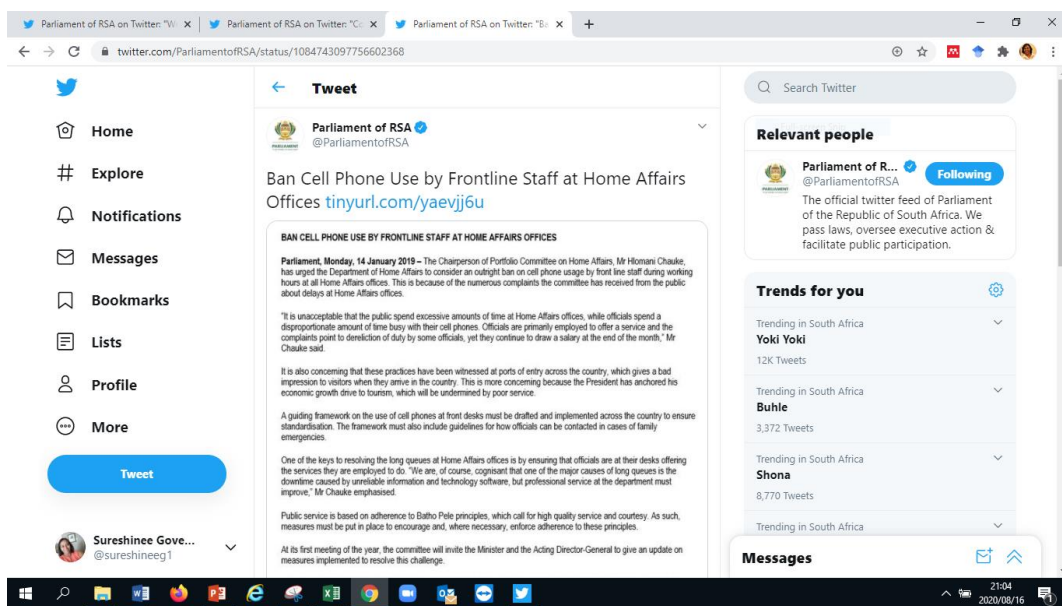 Parliament of RSA on Twitter: "W
Parliament of RSA on Twitter: "Co
Parliament of RSA on Twitter: "Ba
twitter.com/ParliamentofRSA/status/1084743097756602368
Home
Explore
Notifications
Messages
Bookmarks
Lists
Profile
More
Tweet
Sureshinee Gove...
@sureshineeg1
Tweet
Parliament of RSA
@ParliamentofRSA
Ban Cell Phone Use by Frontline Staff at Home Affairs
Offices tinyurl.com/yaevjj6u
BAN CELL PHONE USE BY FRONTLINE STAFF AT HOME AFFAIRS OFFICES
Parliament, Monday, 14 January 2019 – The Chairperson of Portfolio Committee on Home Affairs, Mr Hlomani Chauke,
has urged the Department of Home Affairs to consider an outright ban on cell phone usage by front line staff during working
hours at all Home Affairs offices. This is because of the numerous complaints the committee has received from the public
about delays at Home Affairs offices.
"It is unacceptable that the public spend excessive amounts of time at Home Affairs offices, while officials spend a
disproportionate amount of time busy with their cell phones. Officials are primarily employed to offer a service and the
complaints point to dereliction of duty by some officials, yet they continue to draw a salary at the end of the month," Mr
Chauke said.
It is also concerning that these practices have been witnessed at ports of entry across the country, which gives a bad
impression to visitors when they arrive in the country. This is more concerning because the President has anchored his
economic growth drive to tourism, which will be undermined by poor service.
A guiding framework on the use of cell phones at front desks must be drafted and implemented across the country to ensure
standardisation. The framework must also include guidelines for how officials can be contacted in cases of family
emergencies.
One of the keys to resolving the long queues at Home Affairs offices is by ensuring that officials are at their desks offering
the services they are employed to do. "We are, of course, cognisant that one of the major causes of long queues is the
downtime caused by unreliable information and technology software, but professional service at the department must
improve," Mr Chauke emphasised.
Public service is based on adherence to Batho Pele principles, which call for high quality service and courtesy. As such,
measures must be put in place to encourage and, where necessary, enforce adherence to these principles.
At its first meeting of the year, the committee will invite the Minister and the Acting Director-General to give an update on
measures implemented to resolve this challenge.
Search Twitter
Relevant people
Parliament of R...
@ParliamentofRSA
Following
The official twitter feed of Parliament
of the Republic of South Africa. We
pass laws, oversee executive action &
facilitate public participation.
Trends for you
Trending in South Africa
Yoki Yoki
12K Tweets
Trending in South Africa
Buhle
3,372 Tweets
Trending in South Africa
Shona
8,770 Tweets
Trending in South Africa
Messages
21:04
2020/08/16